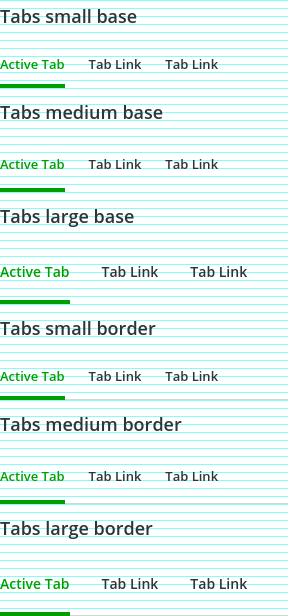 Tabs small base
Active Tab Tab Link Tab Link
Tabs medium base
Active Tab Tab Link Tab Link
Tabs large base
Active Tab Tab Link Tab Link
Tabs small border
Active Tab Tab Link Tab Link
Tabs medium border
Active Tab Tab Link Tab Link
Tabs large border
Active Tab Tab Link Tab Link